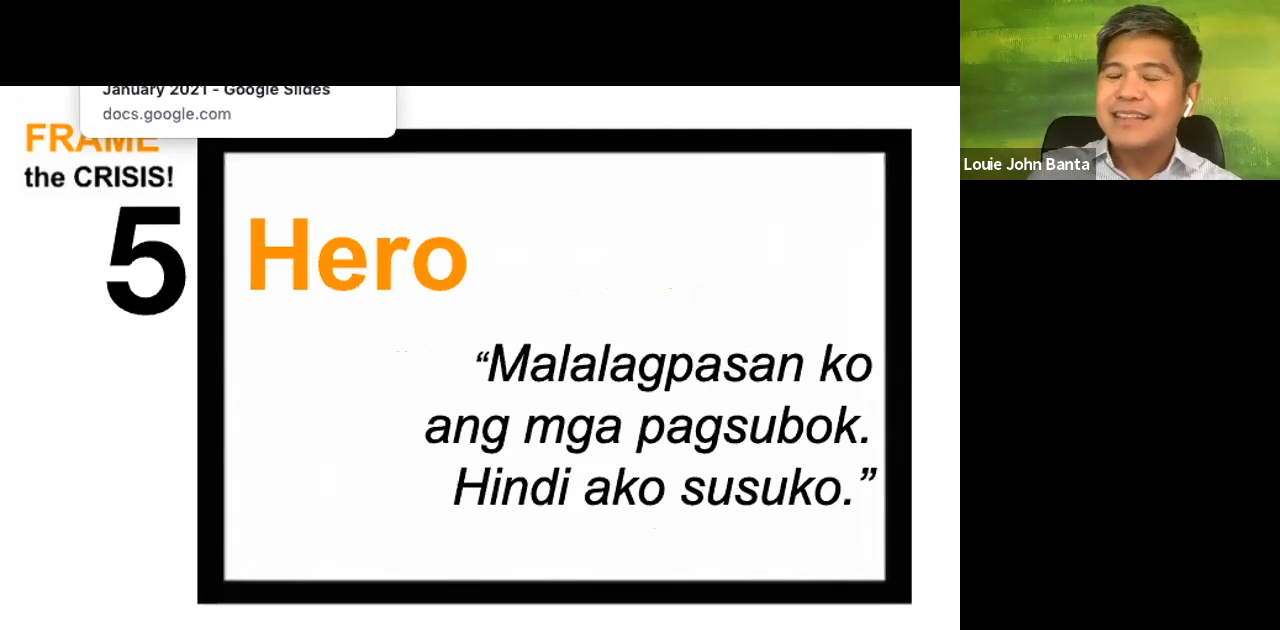 January 2021 - Google Slides
docs.google.com
FRAME
the CRISIS!
5
Hero
“Malalagpasan ko
ang mga pagsubok.
Hindi ako susuko.”
Louie John Banta